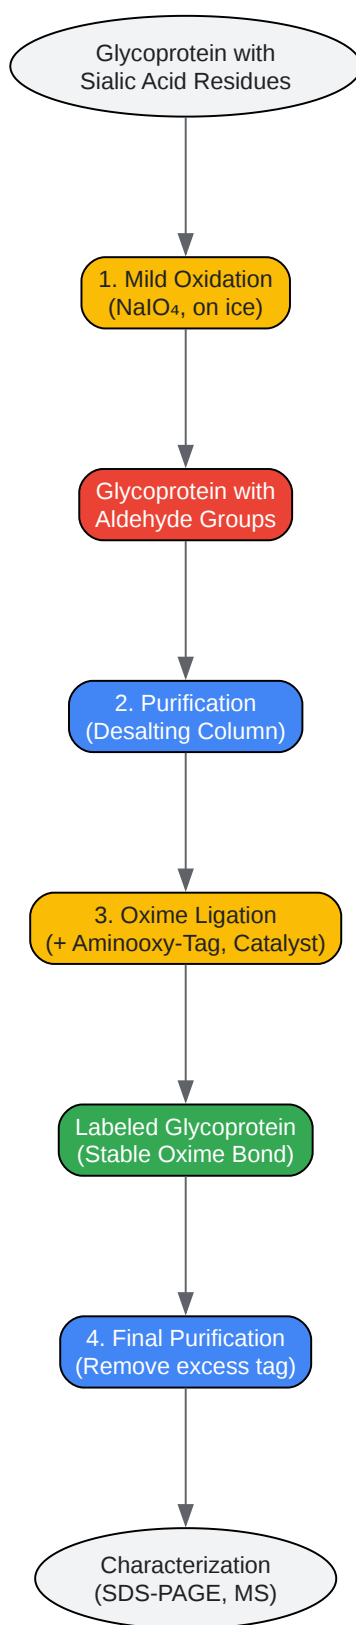 Glycoprotein with
Sialic Acid Residues
1. Mild Oxidation
(NaIO₄, on ice)
Glycoprotein with
Aldehyde Groups
2. Purification
(Desalting Column)
3. Oxime Ligation
(+ Aminooxy-Tag, Catalyst)
Labeled Glycoprotein
(Stable Oxime Bond)
4. Final Purification
(Remove excess tag)
Characterization
(SDS-PAGE, MS)